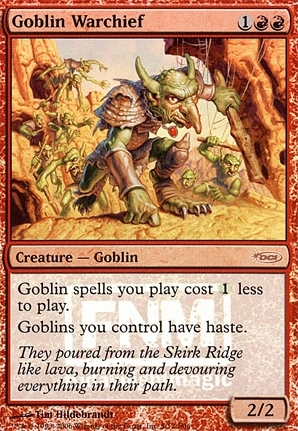 Goblin Warchief 1
DCI
Creature — Goblin
Goblin spells you play cost 1 less
to play.
Goblins you control have haste.
They poured from the Skirk Ridge
like lava, burning and devouring
everything in their path.
FNM
magic
Tim Hildebrandt
2/2